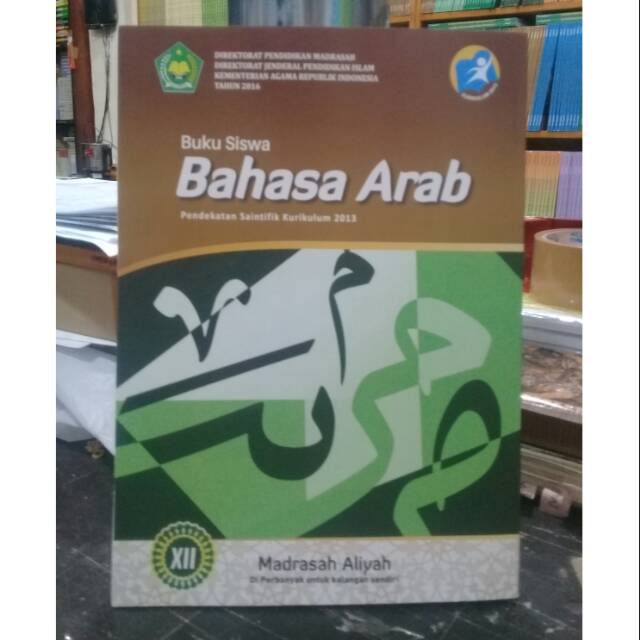 DIREKTORAT PENDIDIKAN MADRASAH
DIREKTORAT JENDERAL PENDIDIKAN ISLAM
KEMENTERIAN AGAMA REPUBLIK INDONESIA
TAHUN 2016
Buku Siswa
Bahasa Arab
Pendekatan Saintifik Kurikulum 2013
XII
Madrasah Aliyah
Di Perbanyak untuk kalangan sendiri